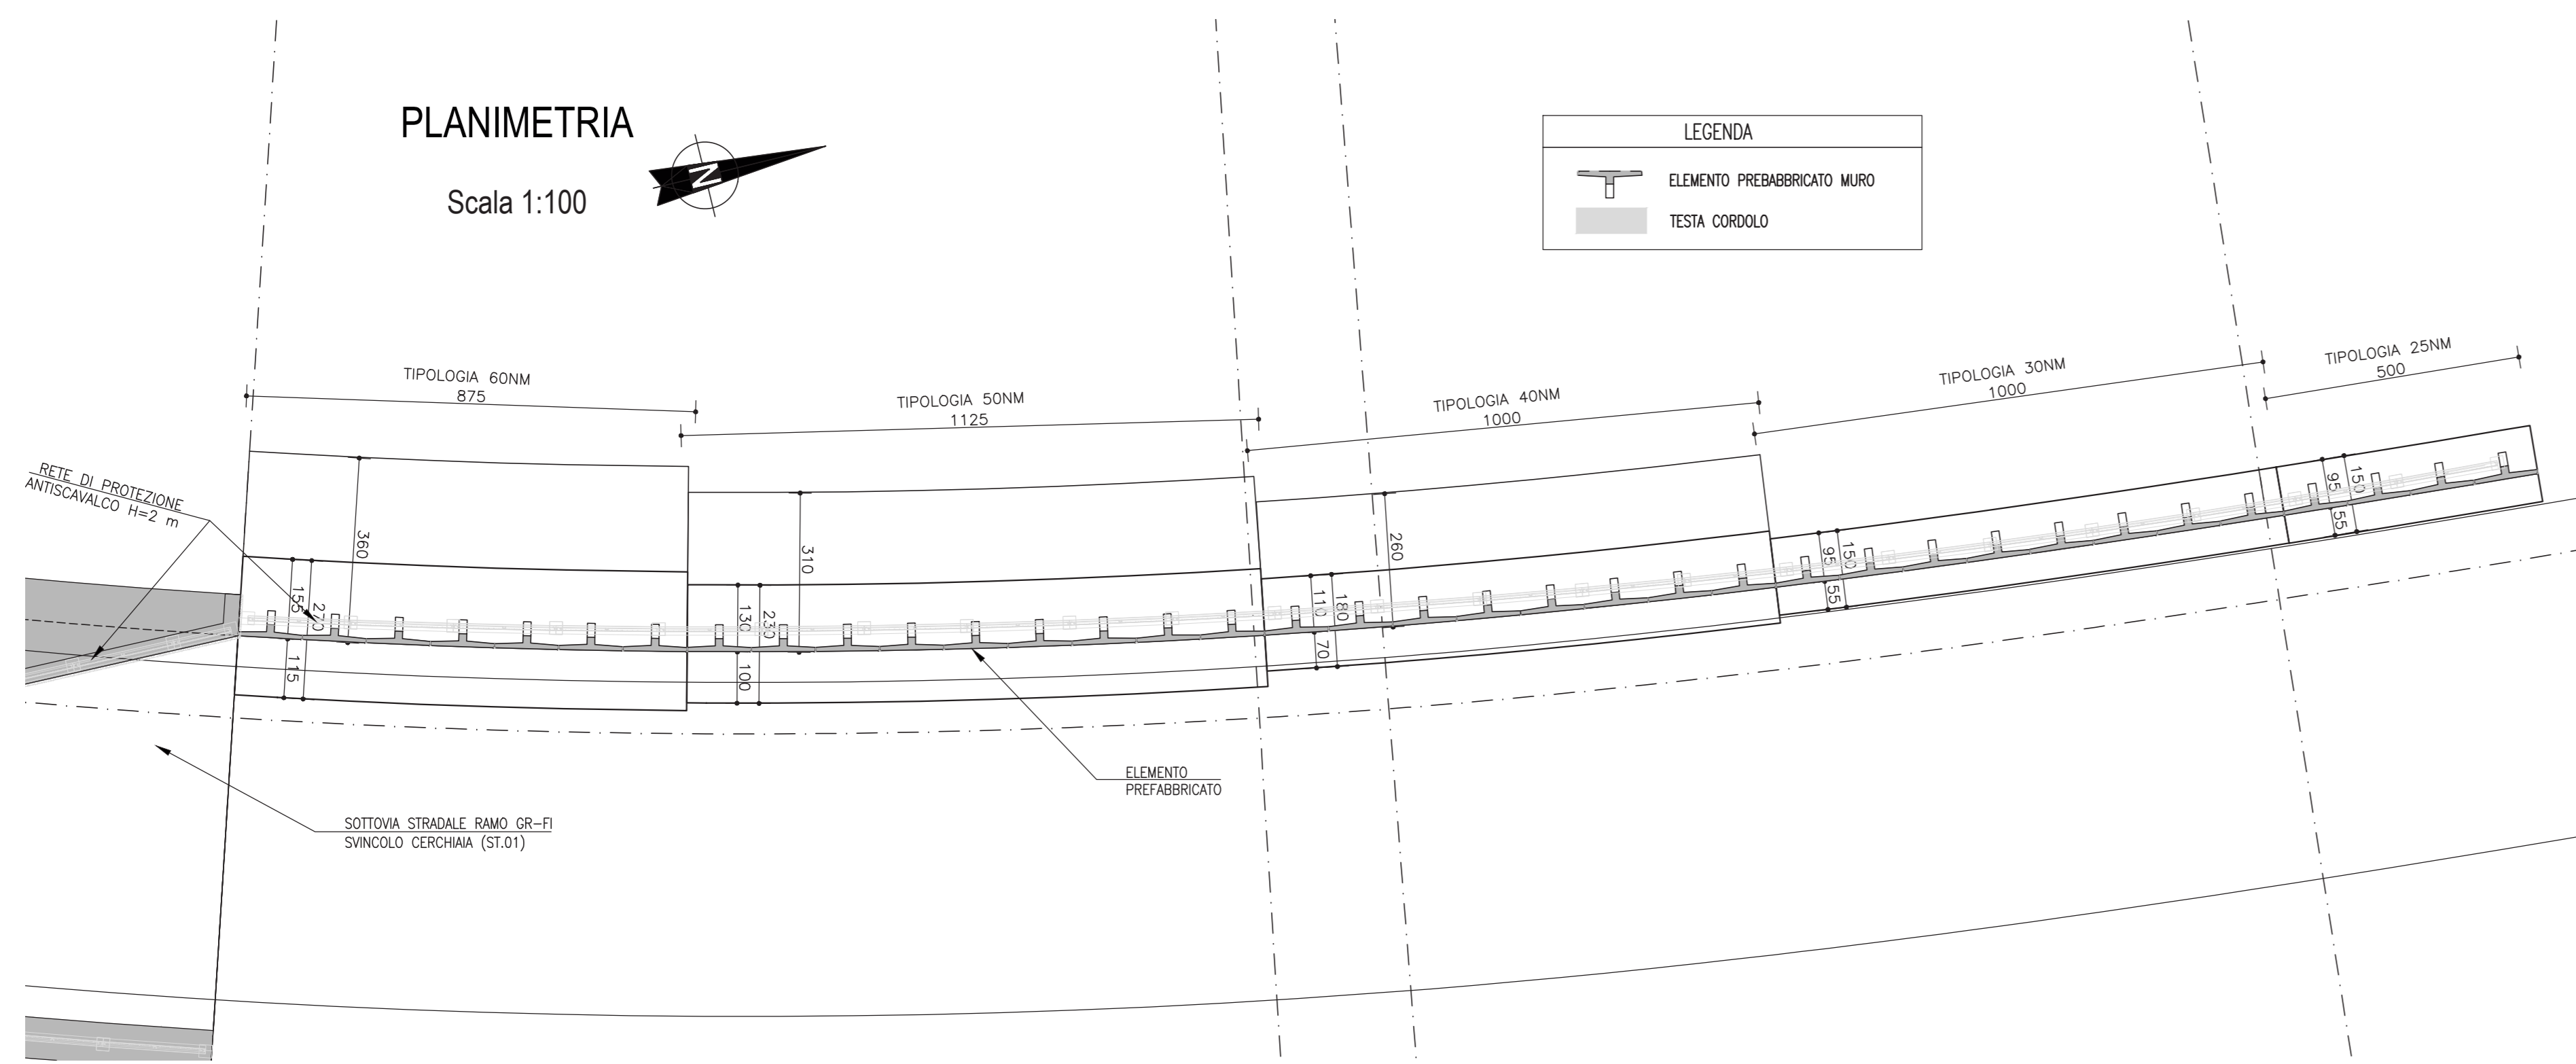 PLANIMETRIA
Scala 1:100
N
LEGENDA
ELEMENTO PREBABBRICATO MURO
TESTA CORDOLO
TIPOLOGIA 60NM
875
TIPOLOGIA 50NM
1125
TIPOLOGIA 40NM
1000
TIPOLOGIA 30NM
1000
TIPOLOGIA 25NM
500
RETE DI PROTEZIONE
ANTISCAVALCO H=2 m
360
155
270
115
310
130
230
100
260
110
180
70
95
150
55
95
150
55
ELEMENTO
PREFABBRICATO
SOTTOVIA STRADALE RAMO GR-FI
SVINCOLO CERCHIAIA (ST.01)